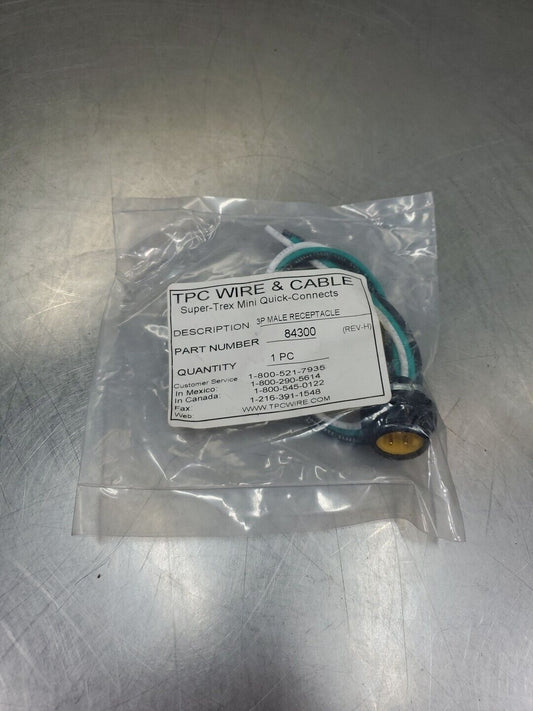 TPC WIRE & CABLE
Super-Trex Mini Quick-Connects
DESCRIPTION 3P MALE RECEPTACLE
PART NUMBER 84300 (REV-H)
QUANTITY 1 PC
Customer Service 1-800-521-7935
In Mexico: 1-800-290-5614
In Canada: 1-800-545-0122
Fax: 1-216-391-1548
Web: WWW.TPCWIRE.COM